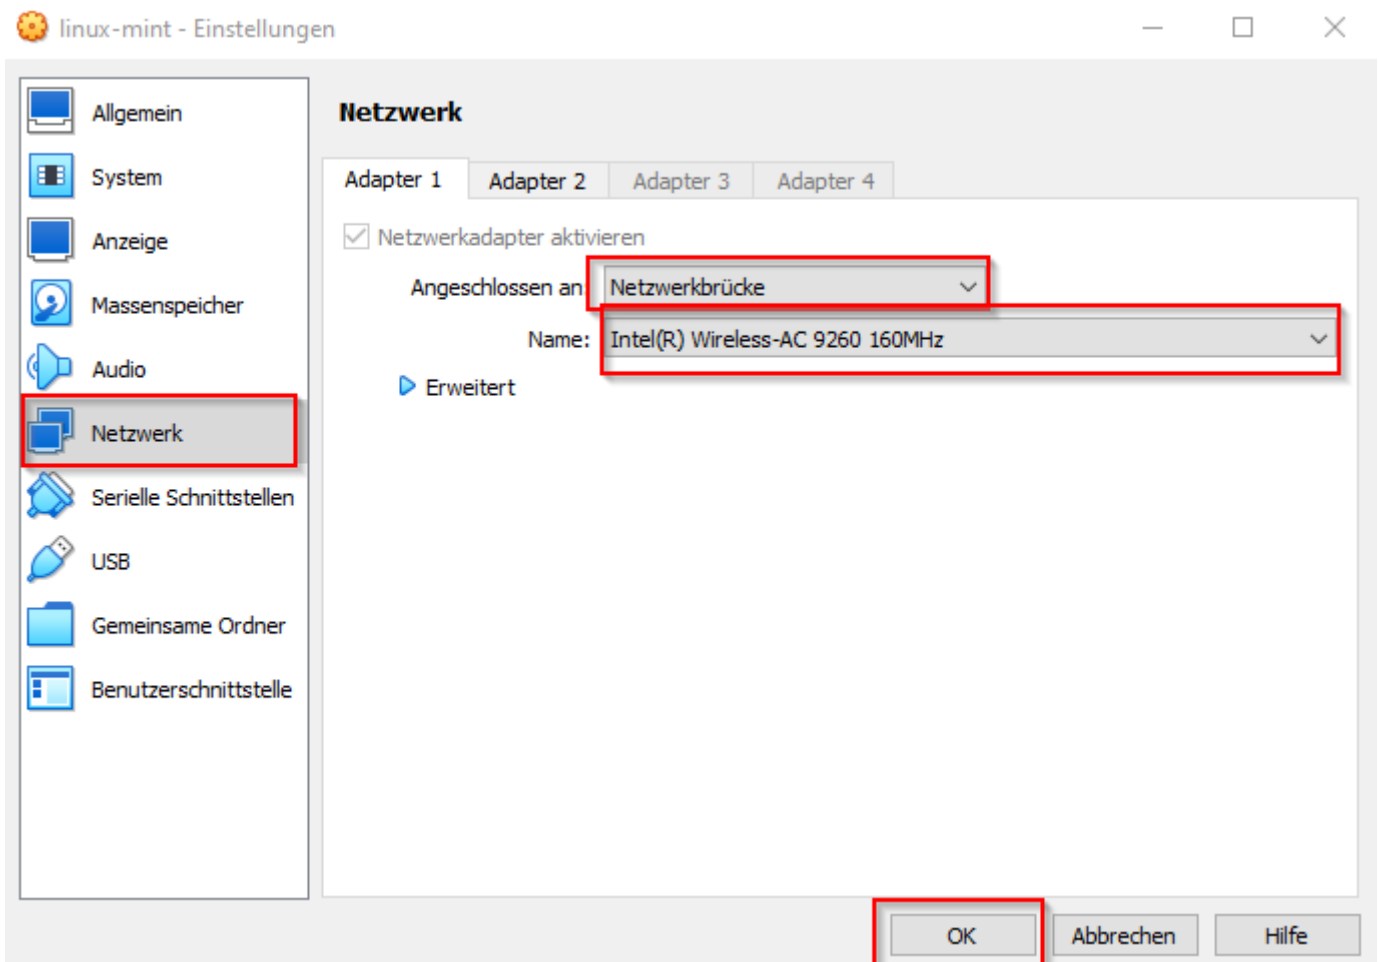 linux-mint - Einstellungen
Allgemein
System
Anzeige
Massenspeicher
Audio
Netzwerk
Serielle Schnittstellen
USB
Gemeinsame Ordner
Benutzerschnittstelle
Netzwerk
Adapter 1 Adapter 2 Adapter 3 Adapter 4
Netzwerkadapter aktivieren
Angeschlossen an: Netzwerkbrücke
Name: Intel(R) Wireless-AC 9260 160MHz
Erweitert
OK Abbrechen Hilfe